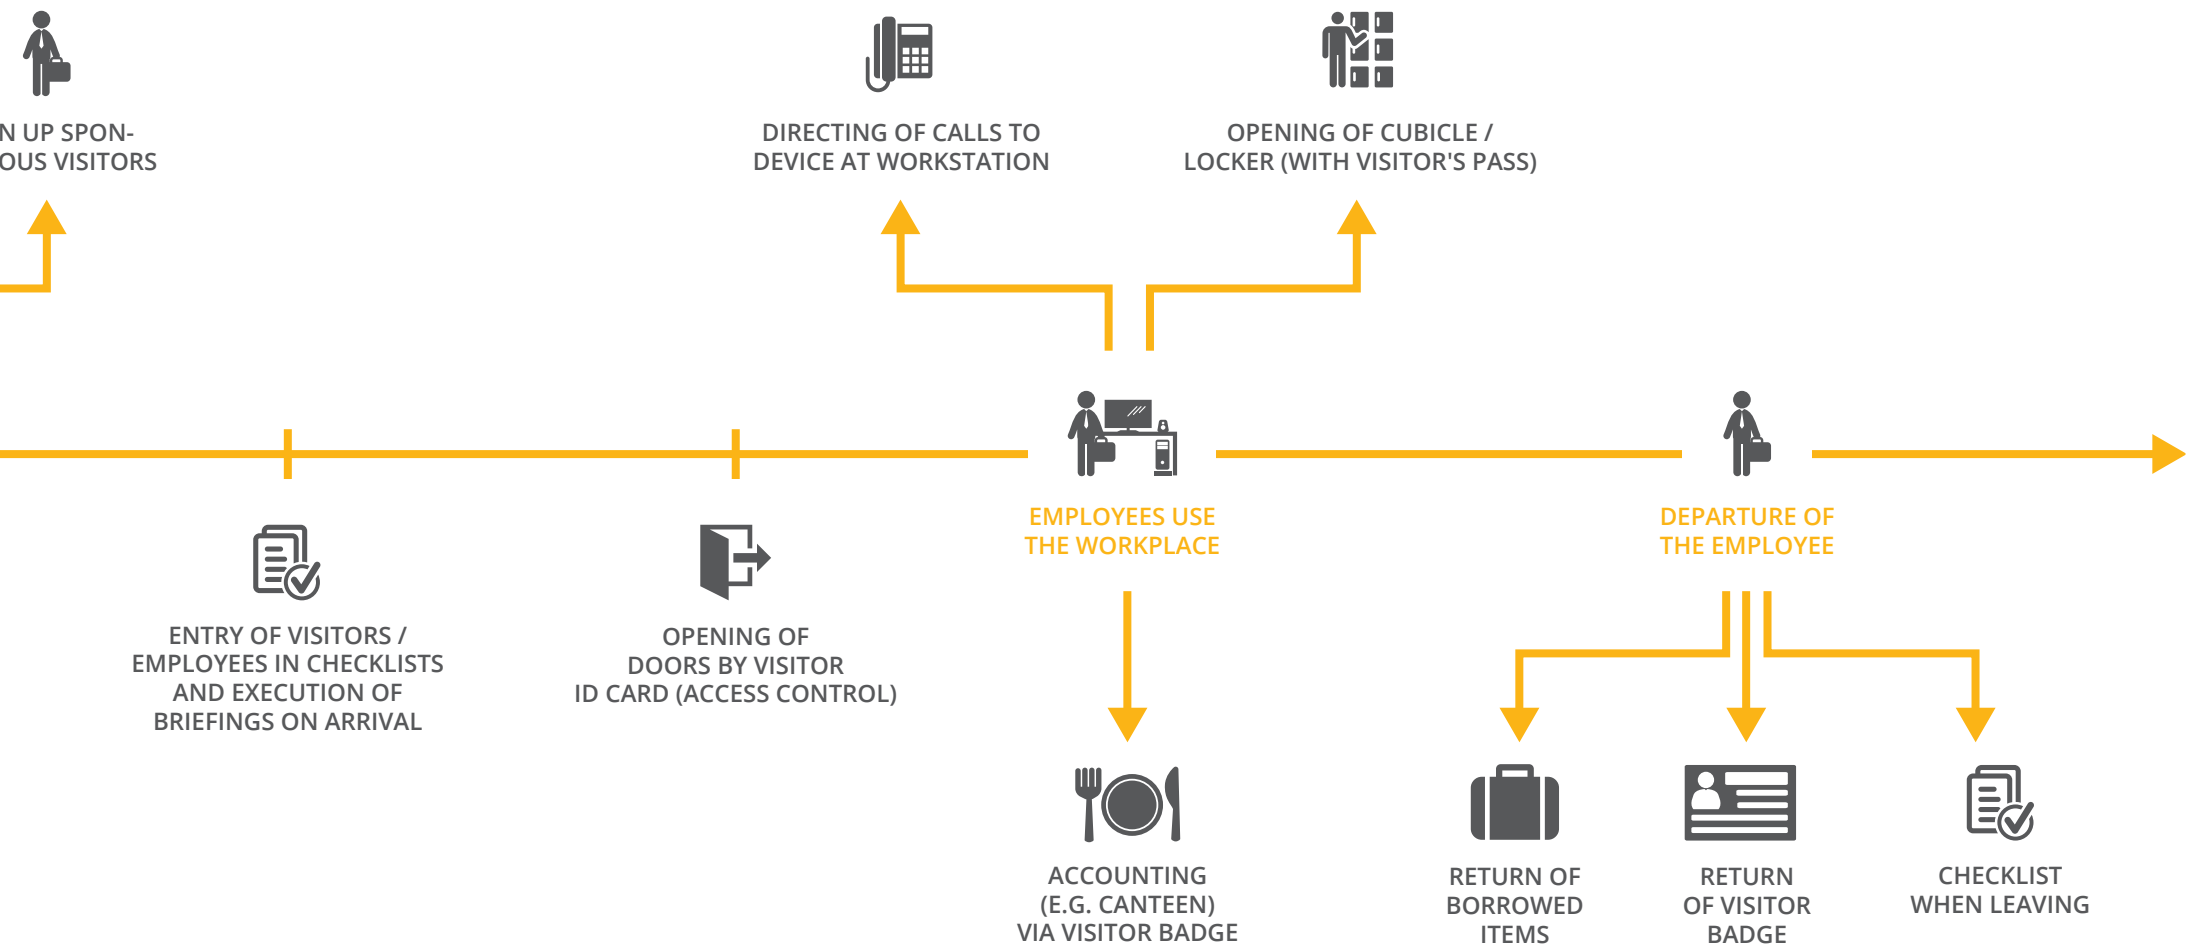 N UP SPON-
OUS VISITORS
DIRECTING OF CALLS TO
DEVICE AT WORKSTATION
OPENING OF CUBICLE /
LOCKER (WITH VISITOR'S PASS)
EMPLOYEES USE
THE WORKPLACE
DEPARTURE OF
THE EMPLOYEE
ENTRY OF VISITORS /
EMPLOYEES IN CHECKLISTS
AND EXECUTION OF
BRIEFINGS ON ARRIVAL
OPENING OF
DOORS BY VISITOR
ID CARD (ACCESS CONTROL)
ACCOUNTING
(E.G. CANTEEN)
VIA VISITOR BADGE
RETURN OF
BORROWED
ITEMS
RETURN
OF VISITOR
BADGE
CHECKLIST
WHEN LEAVING